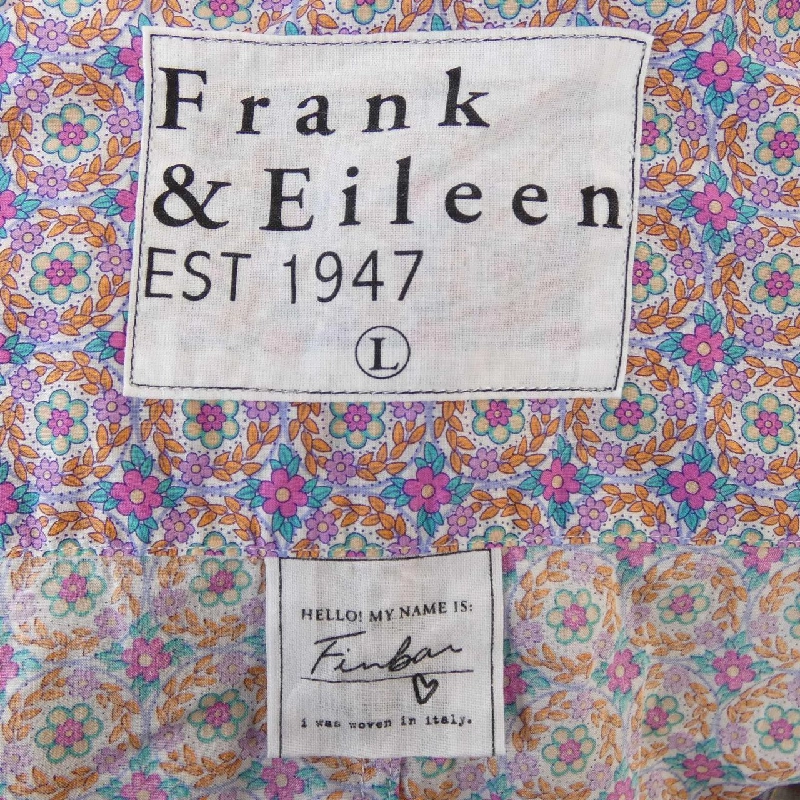 Frank
& Eileen
EST 1947
L
HELLO! MY NAME IS:
Finbar
i was woven in italy.